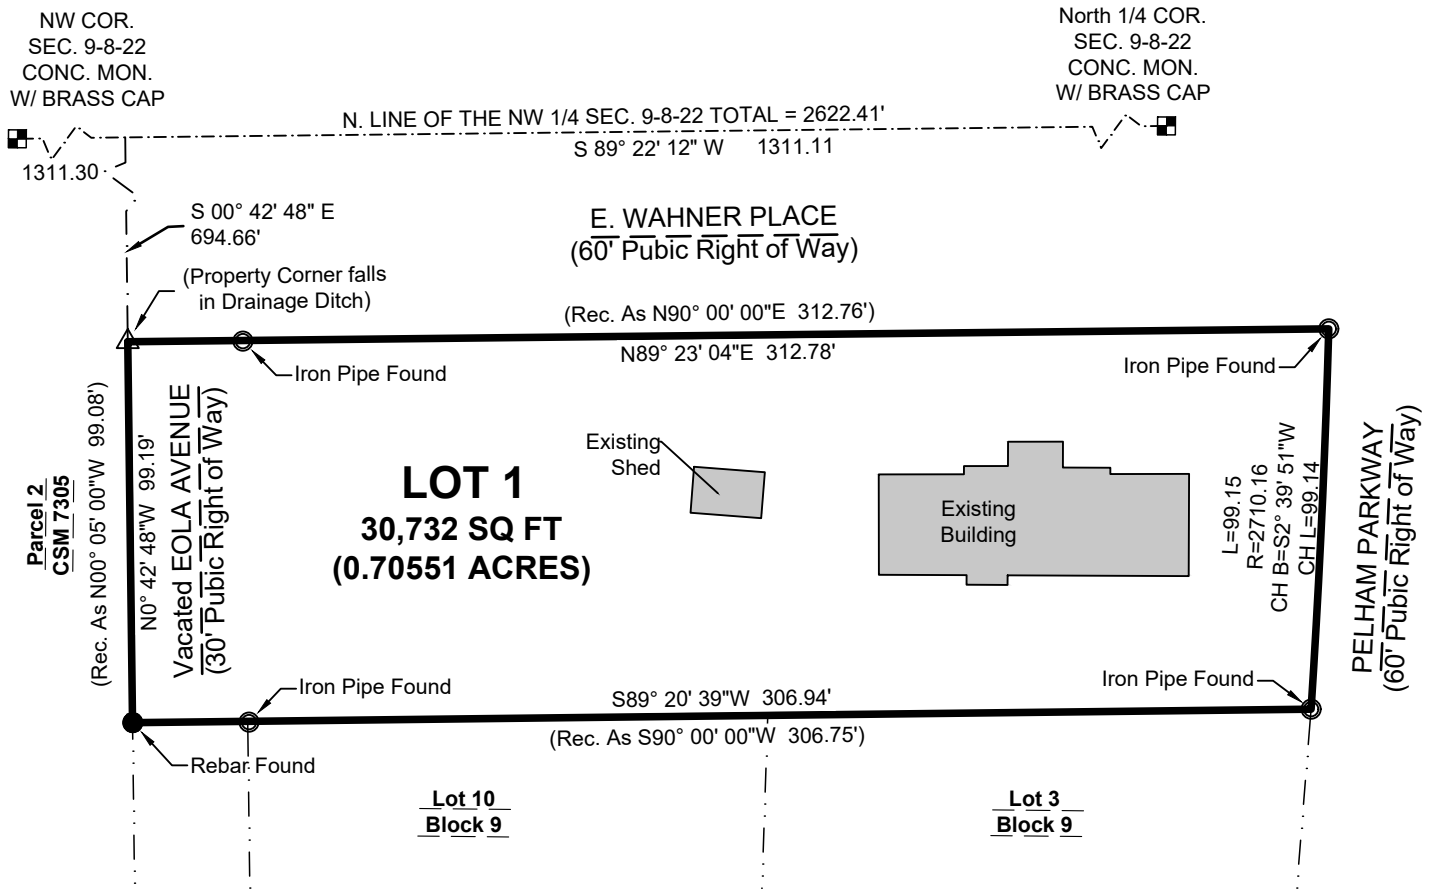 NW COR.
SEC. 9-8-22
CONC. MON.
W/ BRASS CAP
North 1/4 COR.
SEC. 9-8-22
CONC. MON.
W/ BRASS CAP
N. LINE OF THE NW 1/4 SEC. 9-8-22 TOTAL = 2622.41'
S 89° 22' 12" W 1311.11
1311.30
S 00° 42' 48" E
694.66'
E. WAHNER PLACE
(60' Pubic Right of Way)
(Property Corner falls
in Drainage Ditch)
(Rec. As N90° 00' 00"E 312.76')
N89° 23' 04"E 312.78'
Iron Pipe Found
Iron Pipe Found
Parcel 2
CSM 7305
(Rec. As N00° 05' 00"W 99.08')
N0° 42' 48"W 99.19'
Vacated EOLA AVENUE
(30' Pubic Right of Way)
LOT 1
30,732 SQ FT
(0.70551 ACRES)
Existing
Shed
Existing
Building
L=99.15
R=2710.16
CH B=S2° 39' 51"W
CH L=99.14
PELHAM PARKWAY
(60' Pubic Right of Way)
Iron Pipe Found
Iron Pipe Found
S89° 20' 39"W 306.94'
(Rec. As S90° 00' 00"W 306.75')
Rebar Found
Lot 10
Block 9
Lot 3
Block 9